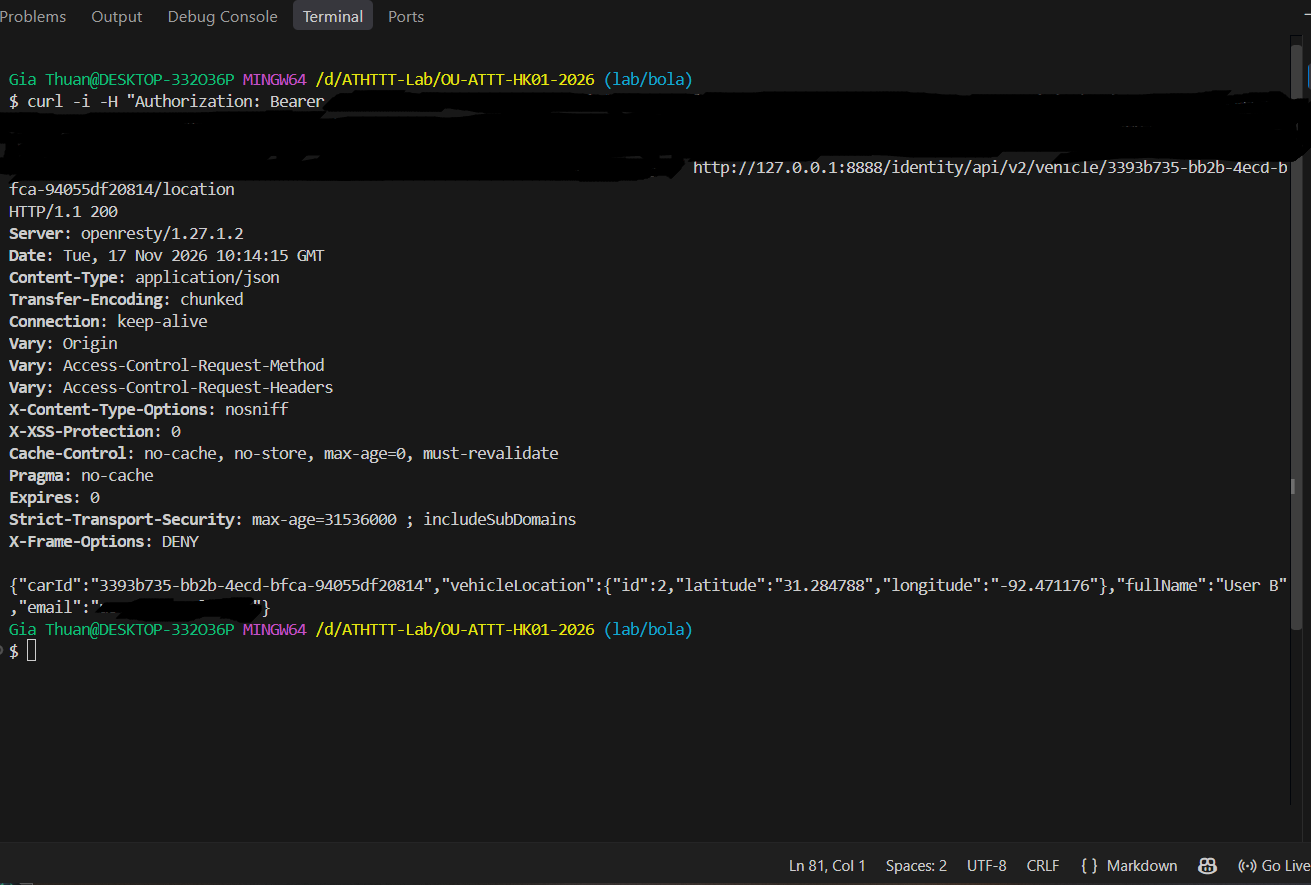 Problems Output Debug Console Terminal Ports
Gia Thuan@DESKTOP-332O36P MINGW64 /d/ATHTTT-Lab/OU-ATTT-HK01-2026 (lab/bola)
$ curl -i -H "Authorization: Bearer
http://127.0.0.1:8888/identity/api/v2/vehicle/3393b735-bb2b-4ecd-b
fca-94055df20814/location
HTTP/1.1 200
Server: openresty/1.27.1.2
Date: Tue, 17 Nov 2026 10:14:15 GMT
Content-Type: application/json
Transfer-Encoding: chunked
Connection: keep-alive
Vary: Origin
Vary: Access-Control-Request-Method
Vary: Access-Control-Request-Headers
X-Content-Type-Options: nosniff
X-XSS-Protection: 0
Cache-Control: no-cache, no-store, max-age=0, must-revalidate
Pragma: no-cache
Expires: 0
Strict-Transport-Security: max-age=31536000 ; includeSubDomains
X-Frame-Options: DENY
{"carId":"3393b735-bb2b-4ecd-bfca-94055df20814","vehicleLocation":{"id":2,"latitude":"31.284788","longitude":"-92.471176"},"fullName":"User B"
,"email":" "}
Gia Thuan@DESKTOP-332O36P MINGW64 /d/ATHTTT-Lab/OU-ATTT-HK01-2026 (lab/bola)
$
Ln 81, Col 1 Spaces: 2 UTF-8 CRLF { } Markdown Go Live